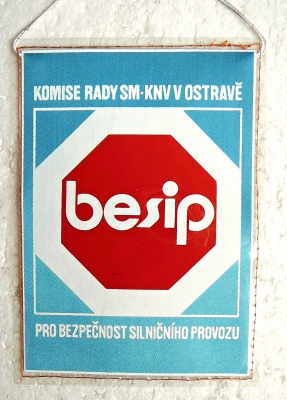 KOMISE RADY SM-KNV V OSTRAVĚ
besip
PRO BEZPEČNOST SILNIČNÍHO PROVOZU